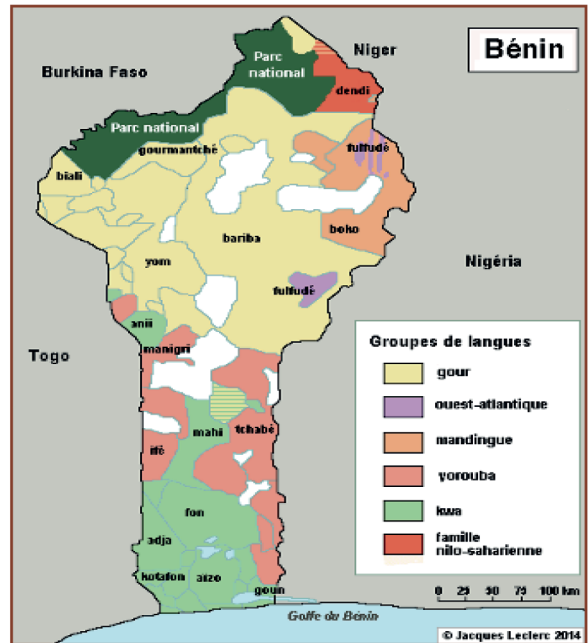 Bénin
Niger
Burkina Faso
Parc
national
dendi
Parc national
gourmantché
fulfudé
biali
boko
bariba
yom
Nigéria
fulfudé
anii
manigri
Togo
mahi
tchabè
ifè
fon
adja
kotafon
aïzo
goun
Groupes de langues
gour
ouest-atlantique
mandingue
yorouba
kwa
famille
nilo-saharienne
0 25 50 75 100 km
Golfe du Bénin
© Jacques Leclerc 2014